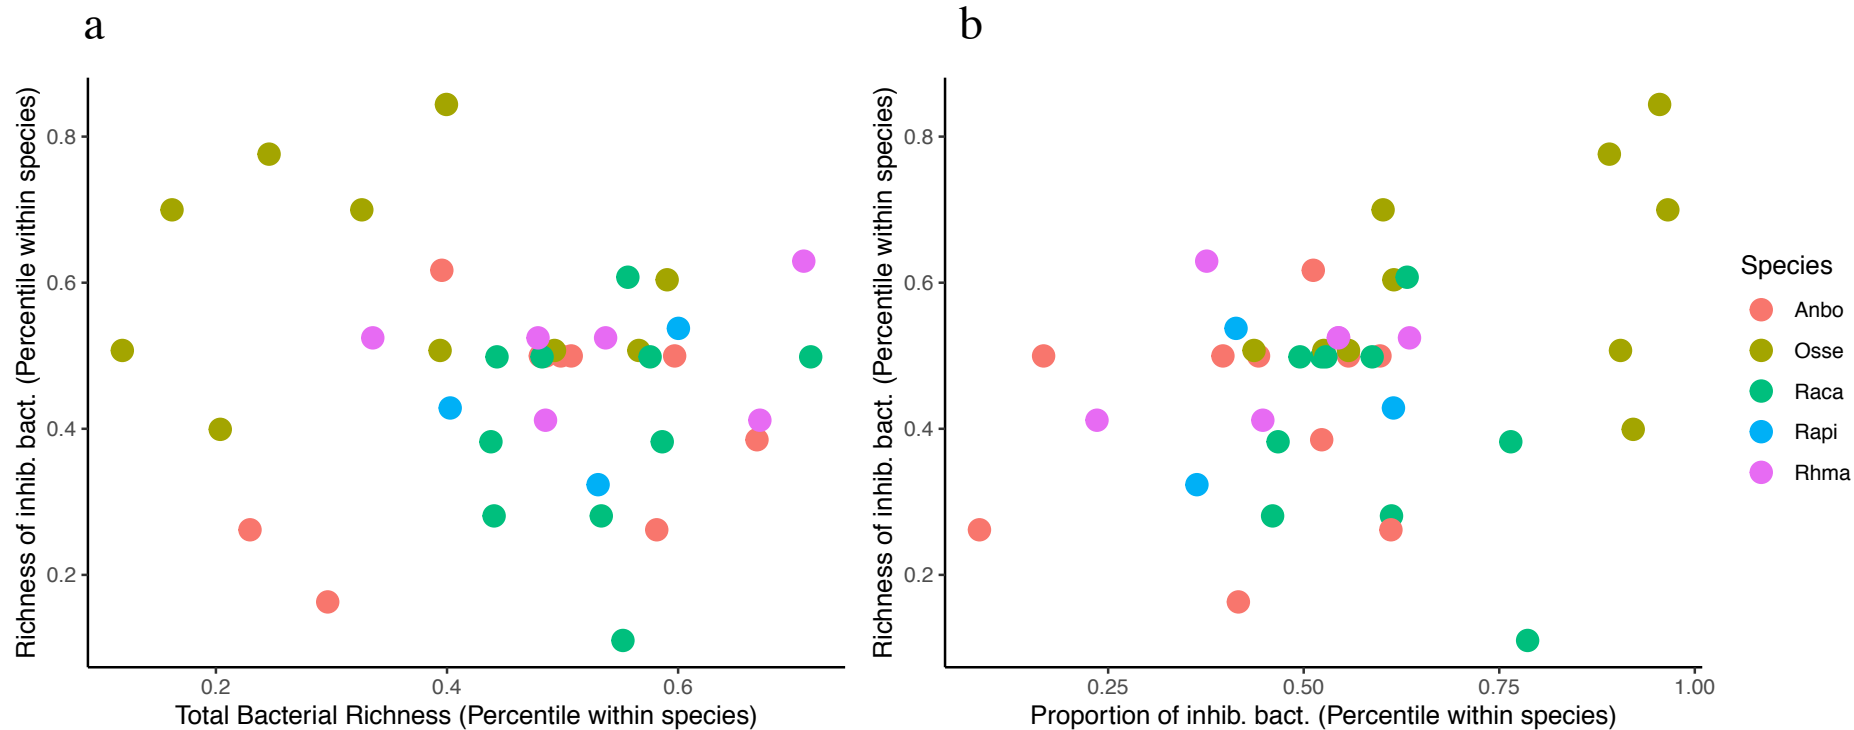 a
Richness of inhib. bact. (Percentile within species)
0.8
0.6
0.4
0.2
0.2 0.4 0.6
Total Bacterial Richness (Percentile within species)
b
Richness of inhib. bact. (Percentile within species)
0.8
0.6
0.4
0.2
0.25 0.50 0.75 1.00
Proportion of inhib. bact. (Percentile within species)
Species
Anbo
Osse
Raca
Rapi
Rhma